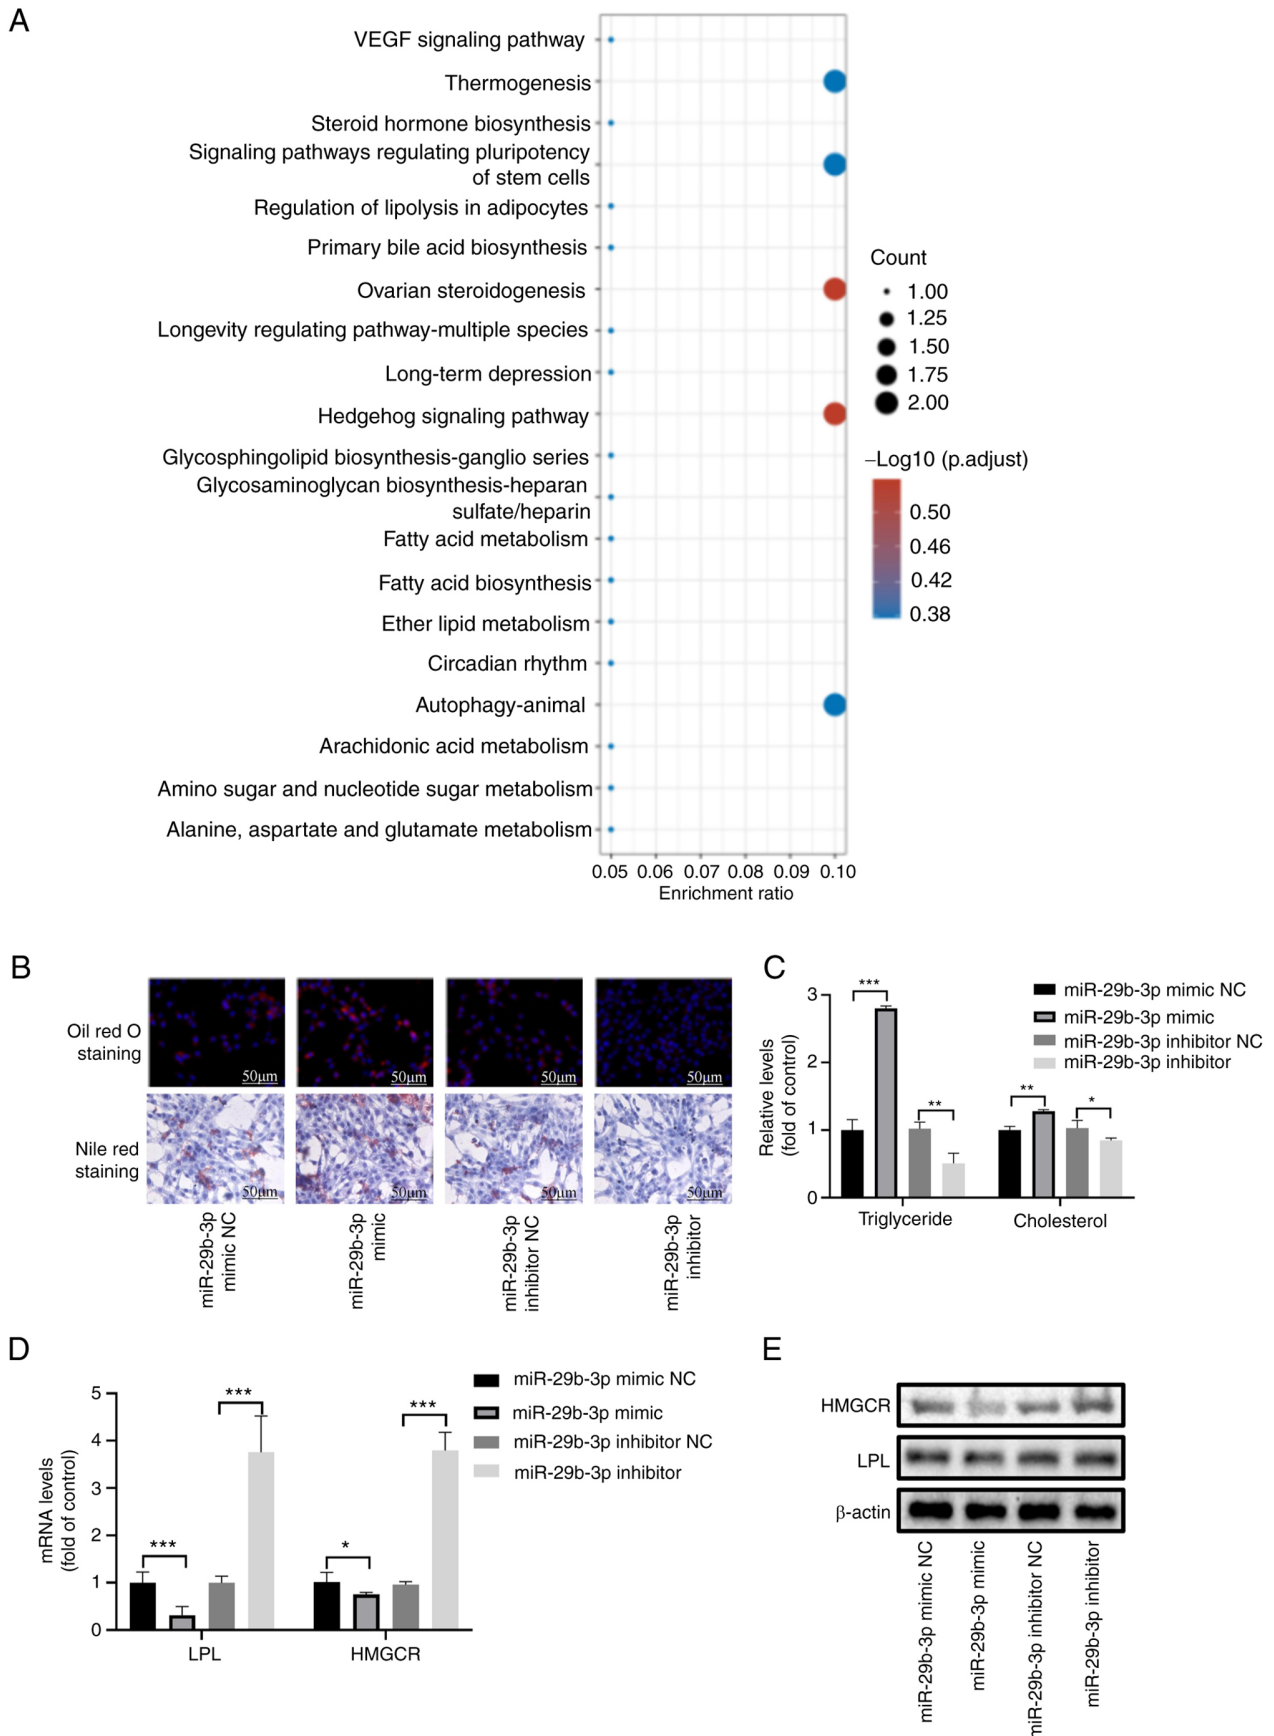 A
VEGF signaling pathway
Thermogenesis
Steroid hormone biosynthesis
Signaling pathways regulating pluripotency
of stem cells
Regulation of lipolysis in adipocytes
Primary bile acid biosynthesis
Ovarian steroidogenesis
Longevity regulating pathway-multiple species
Long-term depression
Hedgehog signaling pathway
Glycosphingolipid biosynthesis-ganglio series
Glycosaminoglycan biosynthesis-heparan
sulfate/heparin
Fatty acid metabolism
Fatty acid biosynthesis
Ether lipid metabolism
Circadian rhythm
Autophagy-animal
Arachidonic acid metabolism
Amino sugar and nucleotide sugar metabolism
Alanine, aspartate and glutamate metabolism
0.05 0.06 0.07 0.08 0.09 0.10
Enrichment ratio
Count
1.00
1.25
1.50
1.75
2.00
–Log10 (p.adjust)
0.50
0.46
0.42
0.38
B
Oil red O
staining
50μm
50μm
50μm
50μm
Nile red
staining
50μm
50μm
50μm
50μm
miR-29b-3p
mimic NC
miR-29b-3p
mimic
miR-29b-3p
inhibitor NC
miR-29b-3p
inhibitor
C
Relative levels
(fold of control)
3
2
1
0
***
**
**
*
Triglyceride
Cholesterol
miR-29b-3p mimic NC
miR-29b-3p mimic
miR-29b-3p inhibitor NC
miR-29b-3p inhibitor
D
mRNA levels
(fold of control)
5
4
3
2
1
0
***
***
*
***
LPL
HMGCR
miR-29b-3p mimic NC
miR-29b-3p mimic
miR-29b-3p inhibitor NC
miR-29b-3p inhibitor
E
HMGCR
LPL
β-actin
miR-29b-3p mimic NC
miR-29b-3p mimic
miR-29b-3p inhibitor NC
miR-29b-3p inhibitor